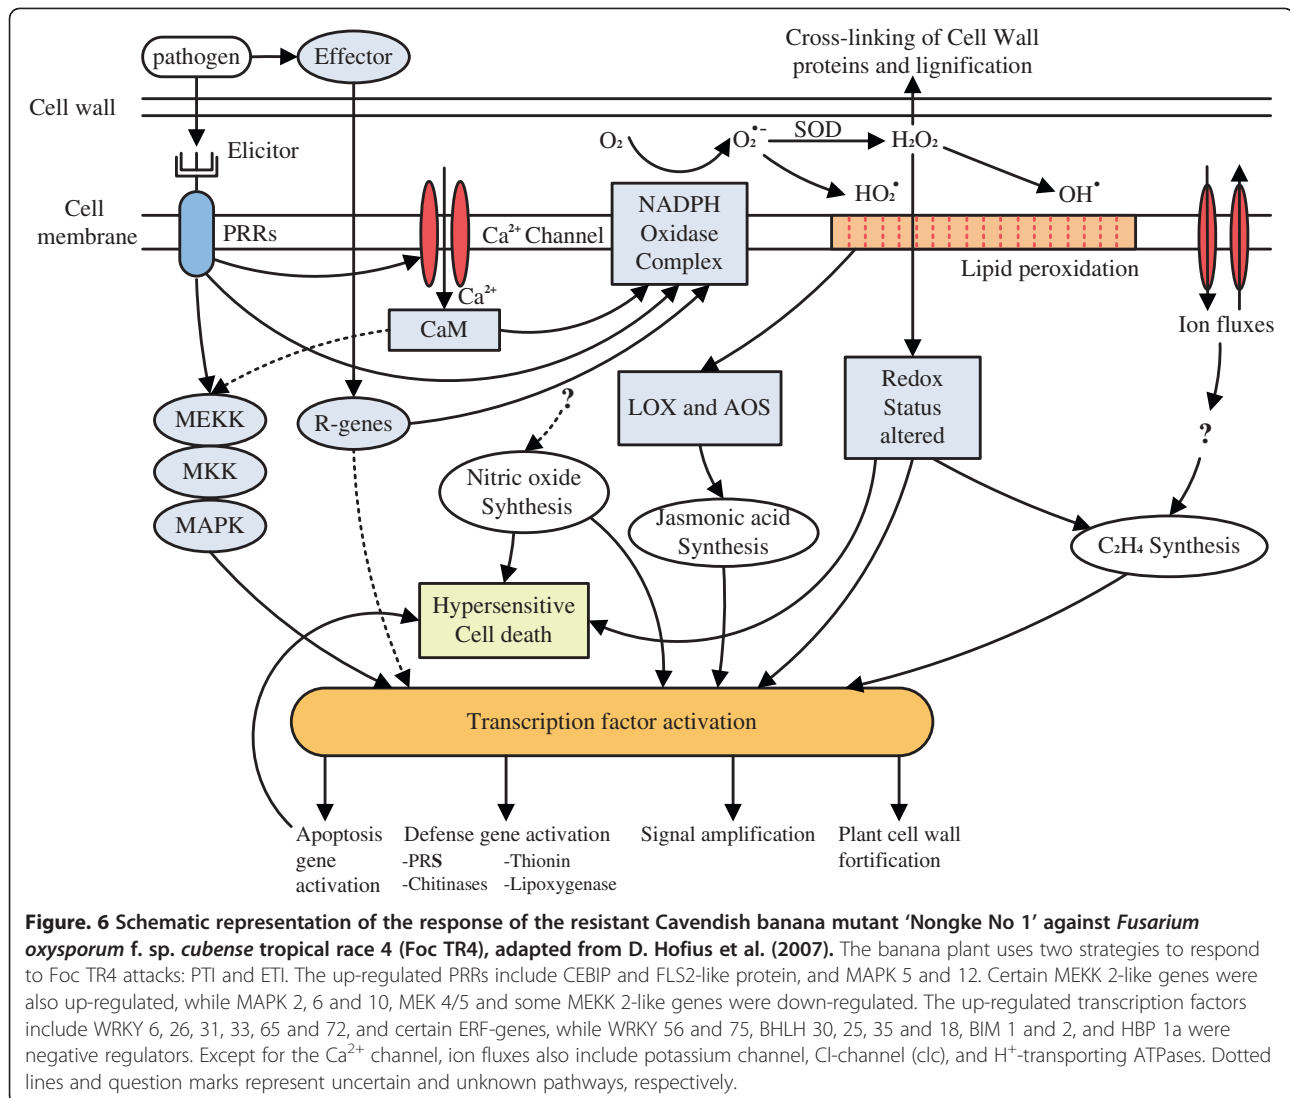 pathogen
Effector
Cross-linking of Cell Wall
proteins and lignification
Cell wall
Elicitor
O₂
O₂•-
SOD
H₂O₂
HO₂•
OH•
Cell
membrane
PRRs
Ca²⁺ Channel
NADPH
Oxidase
Complex
Lipid peroxidation
Ca²⁺
CaM
Ion fluxes
MEKK
MKK
MAPK
R-genes
?
LOX and AOS
Redox
Status
altered
?
Nitric oxide
Syhthesis
Jasmonic acid
Synthesis
C₂H₄ Synthesis
Hypersensitive
Cell death
Transcription factor activation
Apoptosis
gene
activation
Defense gene activation
-PRS
-Thionin
-Chitinases
-Lipoxygenase
Signal amplification
Plant cell wall
fortification
Figure. 6 Schematic representation of the response of the resistant Cavendish banana mutant ‘Nongke No 1’ against Fusarium
oxysporum f. sp. cubense tropical race 4 (Foc TR4), adapted from D. Hofius et al. (2007). The banana plant uses two strategies to respond
to Foc TR4 attacks: PTI and ETI. The up-regulated PRRs include CEBIP and FLS2-like protein, and MAPK 5 and 12. Certain MEKK 2-like genes were
also up-regulated, while MAPK 2, 6 and 10, MEK 4/5 and some MEKK 2-like genes were down-regulated. The up-regulated transcription factors
include WRKY 6, 26, 31, 33, 65 and 72, and certain ERF-genes, while WRKY 56 and 75, BHLH 30, 25, 35 and 18, BIM 1 and 2, and HBP 1a were
negative regulators. Except for the Ca²⁺ channel, ion fluxes also include potassium channel, Cl-channel (clc), and H⁺-transporting ATPases. Dotted
lines and question marks represent uncertain and unknown pathways, respectively.